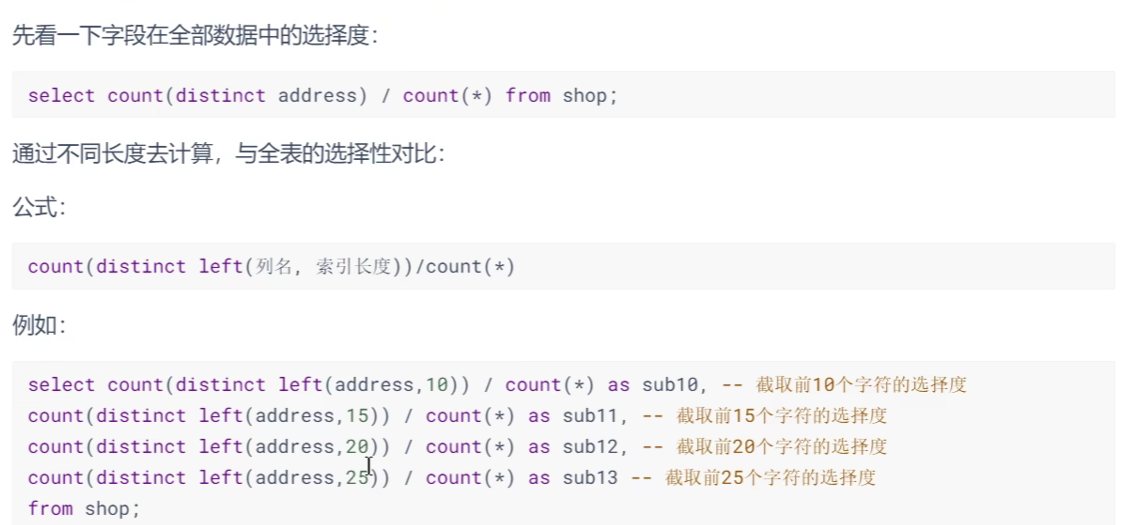 先看一下字段在全部数据中的选择度：
select count(distinct address) / count(*) from shop;
通过不同长度去计算，与全表的选择性对比：
公式：
count(distinct left(列名, 索引长度))/count(*)
例如：
select count(distinct left(address,10)) / count(*) as sub10, -- 截取前10个字符的选择度
count(distinct left(address,15)) / count(*) as sub11, -- 截取前15个字符的选择度
count(distinct left(address,20)) / count(*) as sub12, -- 截取前20个字符的选择度
count(distinct left(address,25)) / count(*) as sub13 -- 截取前25个字符的选择度
from shop;